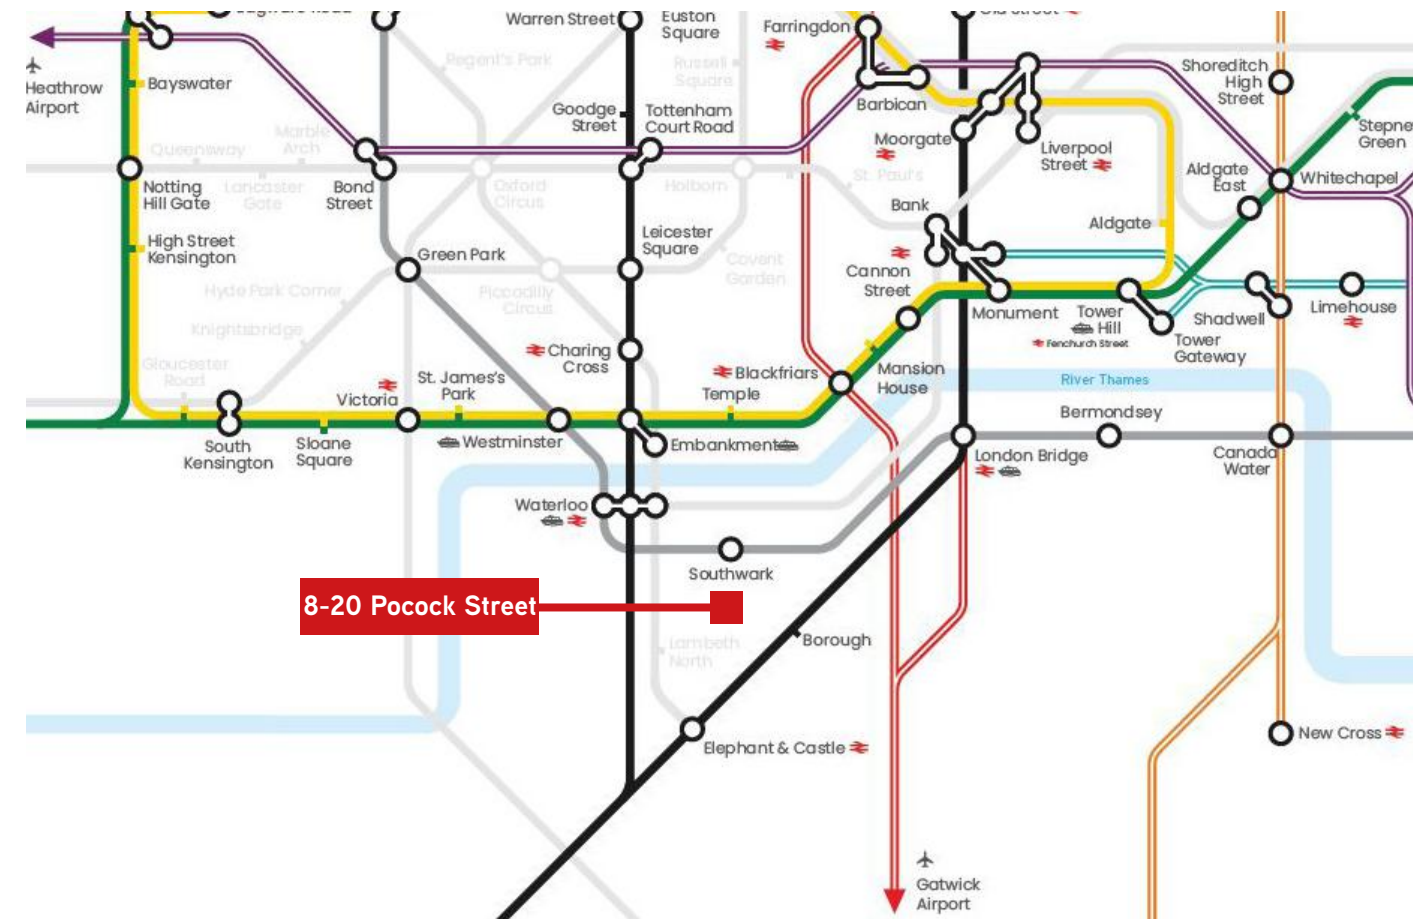 Warren Street
Euston
Square
Farringdon
Heathrow
Airport
Bayswater
Regent's Park
Russell
Square
Goodge
Street
Tottenham
Court Road
Barbican
Moorgate
Liverpool
Street
Shoreditch
High
Street
Stepne
Green
Queensway
Marble
Arch
Notting
Hill Gate
Lancaster
Gate
Bond
Street
Oxford
Circus
Holborn
St. Paul's
Aldgate
East
Whitechapel
Bank
Aldgate
High Street
Kensington
Green Park
Leicester
Square
Covent
Garden
Cannon
Street
Hyde Park Corner
Piccadilly
Circus
Monument
Tower
Hill
Fenchurch Street
Tower
Gateway
Shadwell
Limehouse
Knightsbridge
Charing
Cross
Gloucester
Road
Victoria
St. James's
Park
Temple
Blackfriars
Mansion
House
River Thames
Bermondsey
South
Kensington
Sloane
Square
Westminster
Embankment
London Bridge
Canada
Water
Waterloo
Southwark
8-20 Pocock Street
Lambeth
North
Borough
Elephant & Castle
New Cross
Gatwick
Airport